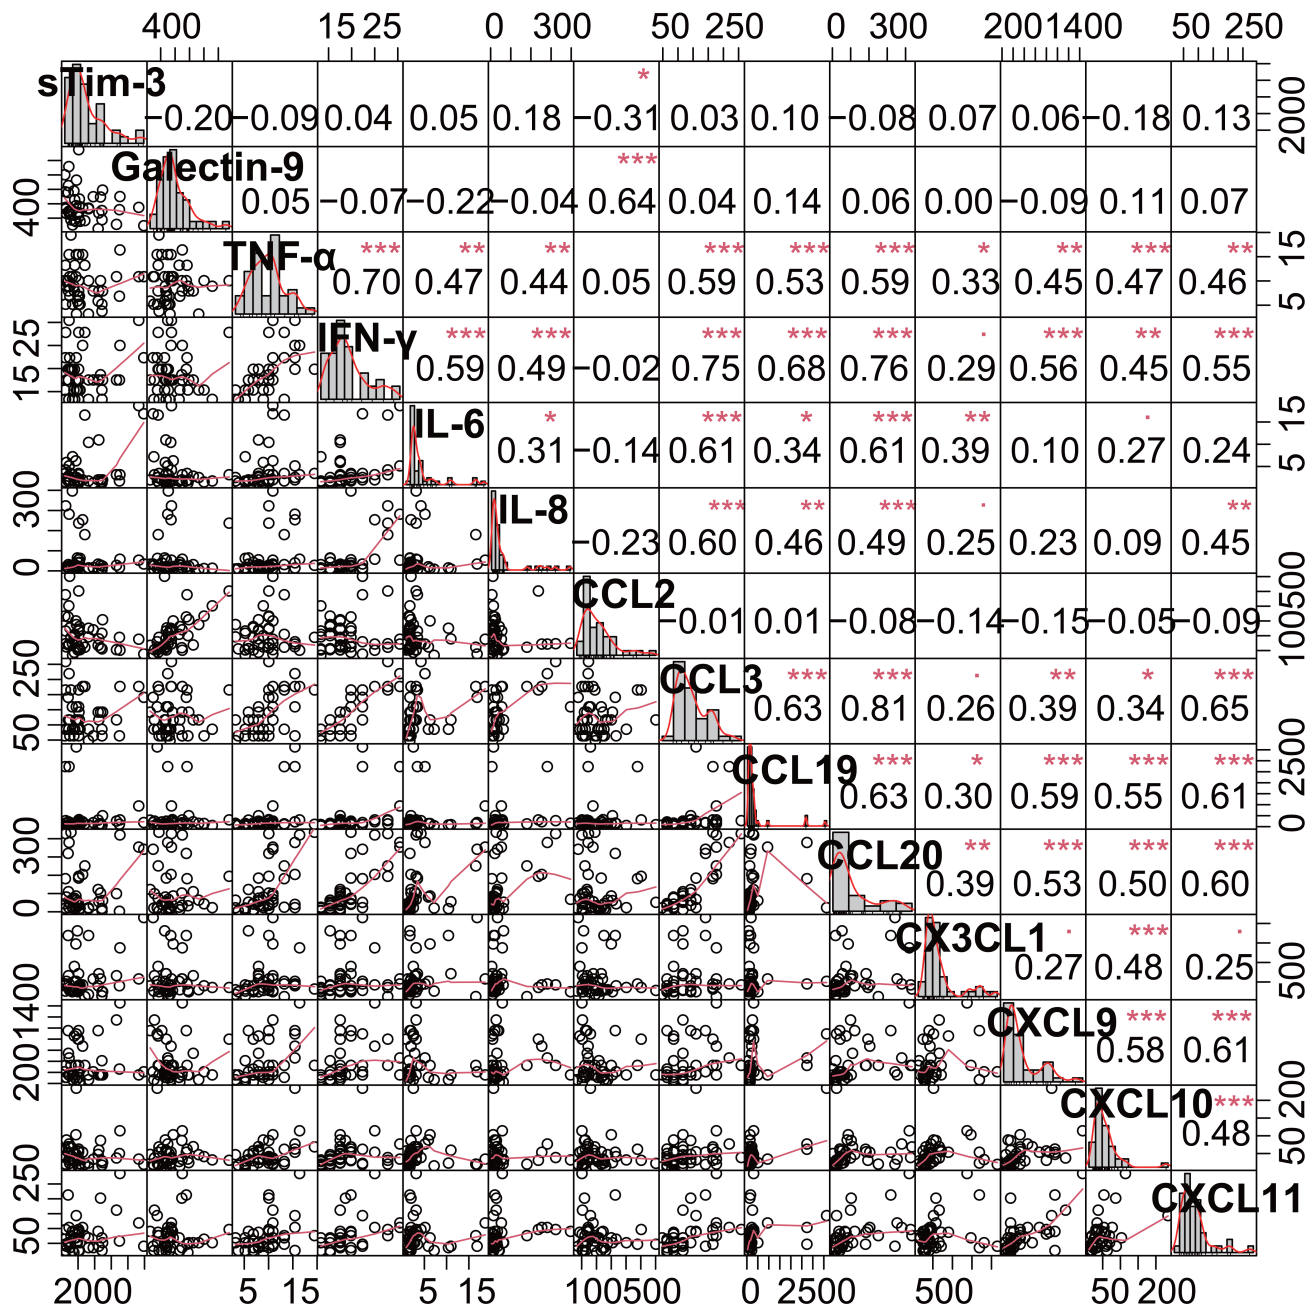 400 15 25 0 300 50 250 0 300 200 1400 50 250
sTim-3 * 2000
−0.20 −0.09 0.04 0.05 0.18 −0.31 0.03 0.10 −0.08 0.07 0.06 −0.18 0.13
400 Galectin-9 ***
0.05 −0.07 −0.22 −0.04 0.64 0.04 0.14 0.06 0.00 −0.09 0.11 0.07
TNF-α *** ** ** *** *** *** * ** *** ** 5 15
0.70 0.47 0.44 0.05 0.59 0.53 0.59 0.33 0.45 0.47 0.46
15 25 IFN-γ *** *** *** *** *** . *** ** ***
0.59 0.49 −0.02 0.75 0.68 0.76 0.29 0.56 0.45 0.55
IL-6 * *** * *** ** . 5 15
0.31 −0.14 0.61 0.34 0.61 0.39 0.10 0.27 0.24
0 300 IL-8 *** ** *** . **
−0.23 0.60 0.46 0.49 0.25 0.23 0.09 0.45
CCL2 100 500
−0.01 0.01 −0.08 −0.14 −0.15 −0.05 −0.09
50 250 CCL3 *** *** . ** * ***
0.63 0.81 0.26 0.39 0.34 0.65
CCL19 *** * *** *** *** 0 2500
0.63 0.30 0.59 0.55 0.61
0 300 CCL20 ** *** *** ***
0.39 0.53 0.50 0.60
CX3CL1 . *** . 500
0.27 0.48 0.25
200 1400 CXCL9 *** ***
0.58 0.61
CXCL10 *** 50 200
0.48
50 250 CXCL11
2000 5 15 5 15 100 500 0 2500 500 50 200